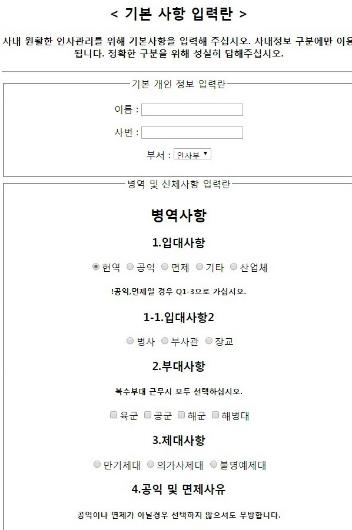 < 기본 사항 입력란 >
사내 원활한 인사관리를 위해 기본사항을 입력해 주십시오. 사내정보 구분에만 이용
됩니다. 정확한 구분을 위해 성실히 답해주십시오.
기본 개인 정보 입력란
이름 :
사번 :
부서 : 인사부
병역 및 신체사항 입력란
병역사항
1.입대사항
현역 공익 면제 기타 산업체
!공익,면제일 경우 Q1-3으로 가십시오.
1-1.입대사항2
병사 부사관 장교
2.부대사항
복수부대 근무시 모두 선택하십시오.
육군 공군 해군 해병대
3.제대사항
만기제대 의가사제대 불명예제대
4.공익 및 면제사유
공익이나 면제가 아닐경우 선택하지 않으셔도 무방합니다.